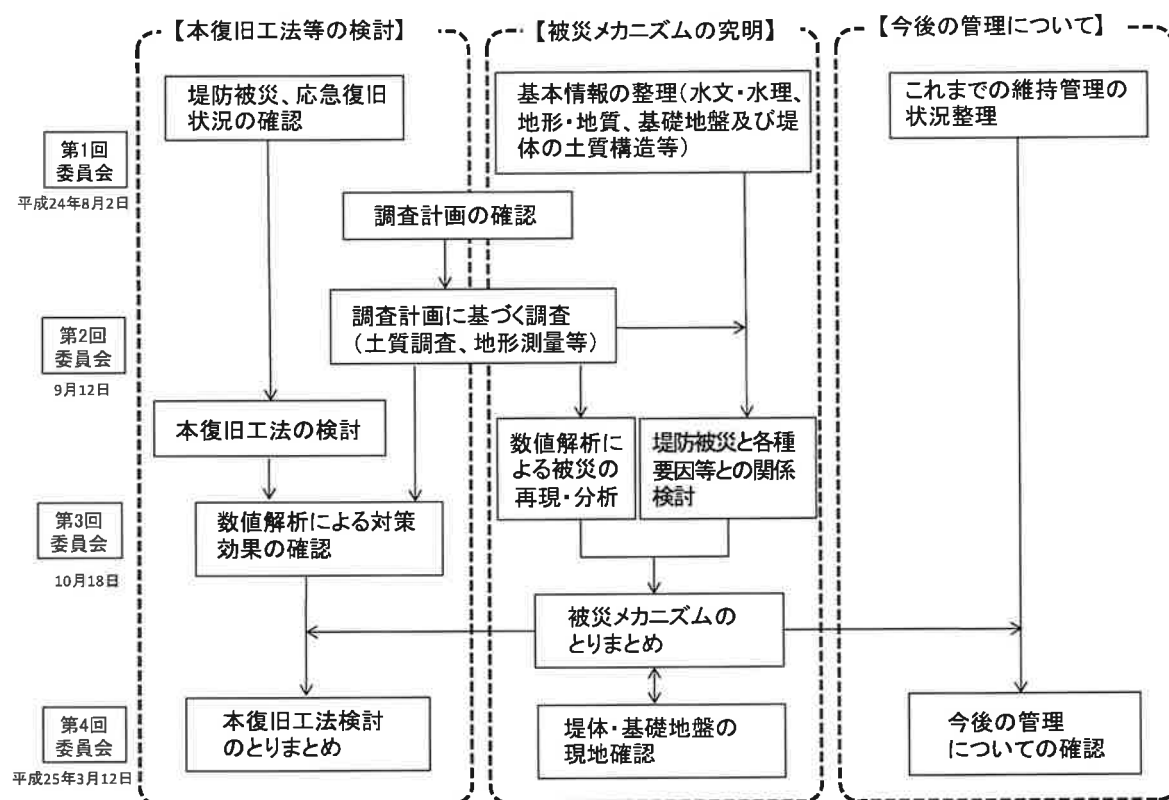 【本復旧工法等の検討】
【被災メカニズムの究明】
【今後の管理について】
堤防被災、応急復旧
状況の確認
基本情報の整理(水文・水理、
地形・地質、基礎地盤及び堤
体の土質構造等)
これまでの維持管理の
状況整理
第1回
委員会
平成24年8月2日
調査計画の確認
調査計画に基づく調査
(土質調査、地形測量等)
第2回
委員会
9月12日
本復旧工法の検討
数値解析に
よる被災の
再現・分析
堤防被災と各種
要因等との関係
検討
第3回
委員会
10月18日
数値解析による対策
効果の確認
被災メカニズムの
とりまとめ
第4回
委員会
平成25年3月12日
本復旧工法検討
のとりまとめ
堤体・基礎地盤の
現地確認
今後の管理
についての確認